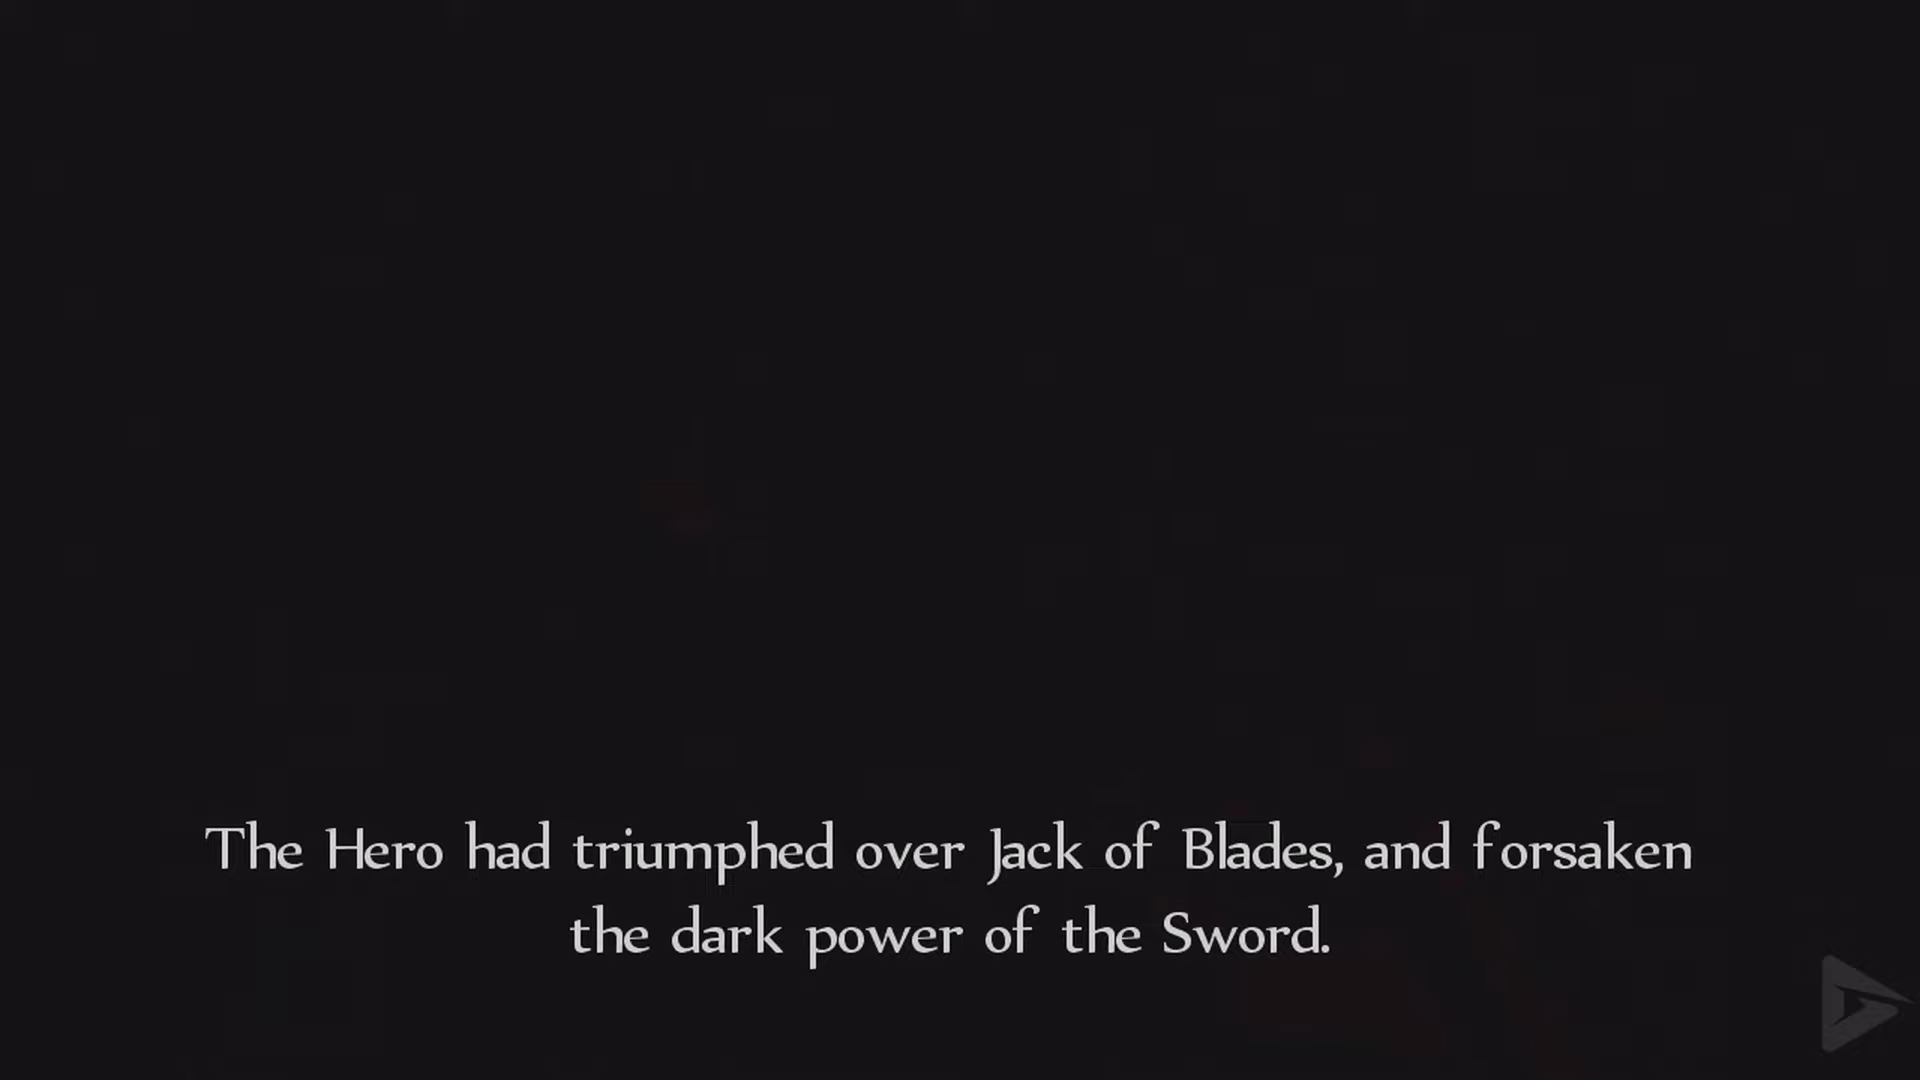 The Hero had triumphed over Jack of Blades, and forsaken
the dark power of the Sword.